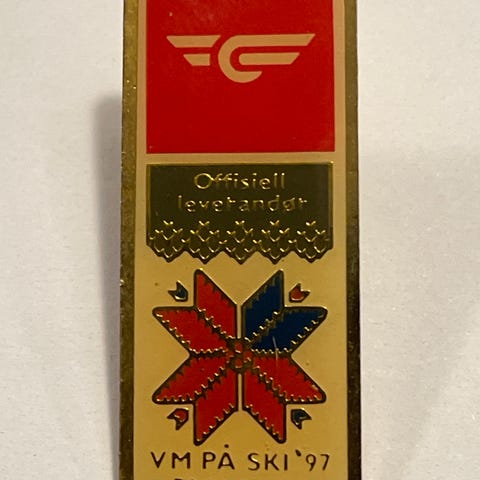 Offisiell
leverandør
VM PÅ SKI '97